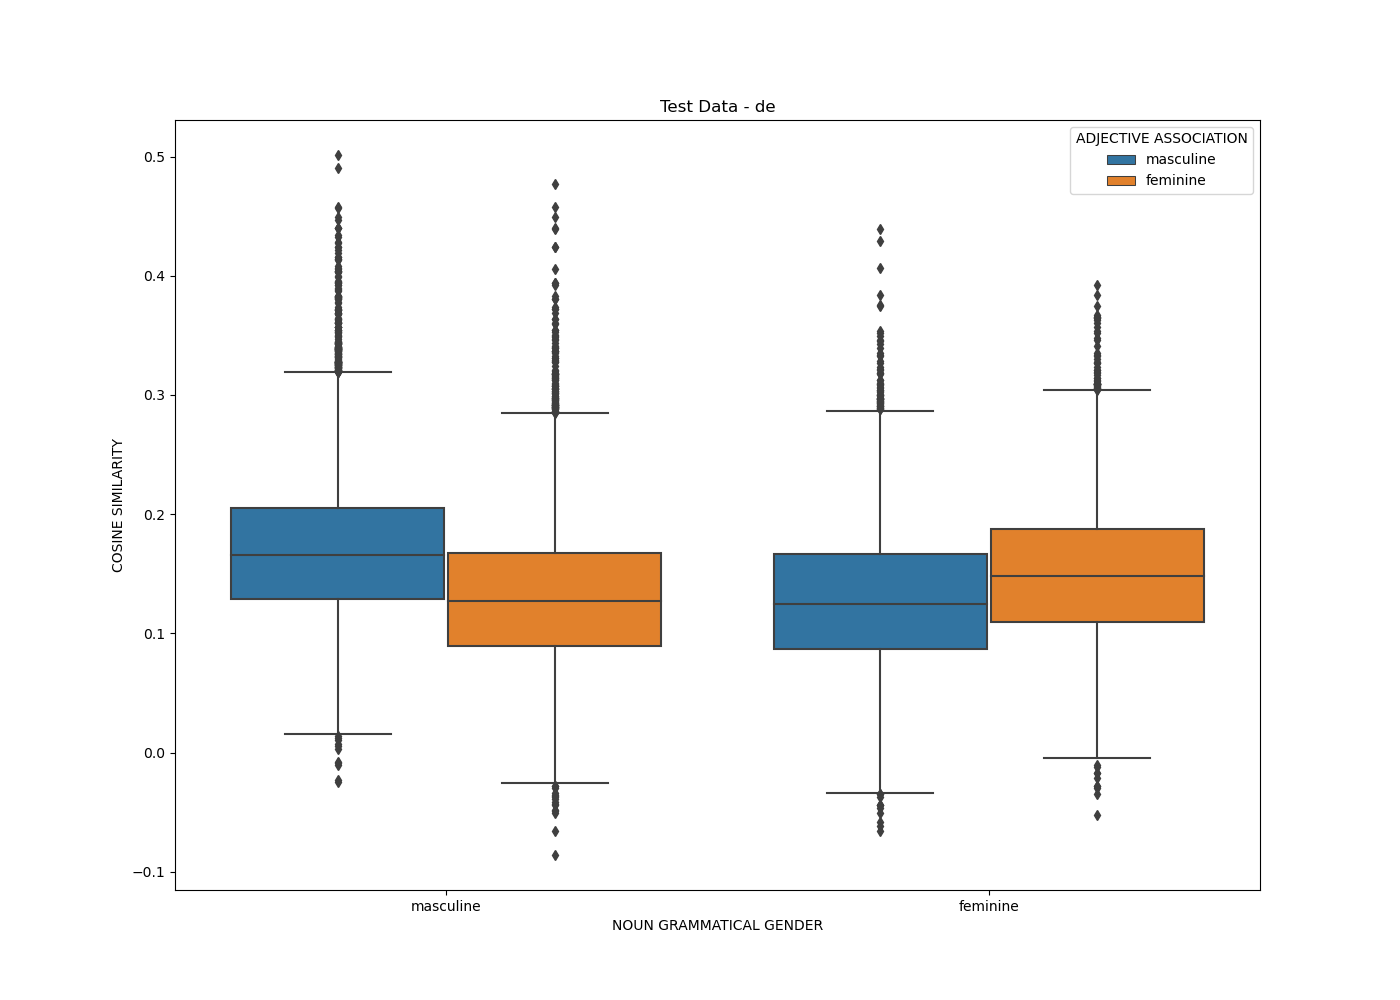 Test Data - de
ADJECTIVE ASSOCIATION
masculine
feminine
COSINE SIMILARITY
0.5
0.4
0.3
0.2
0.1
0.0
−0.1
masculine
feminine
NOUN GRAMMATICAL GENDER